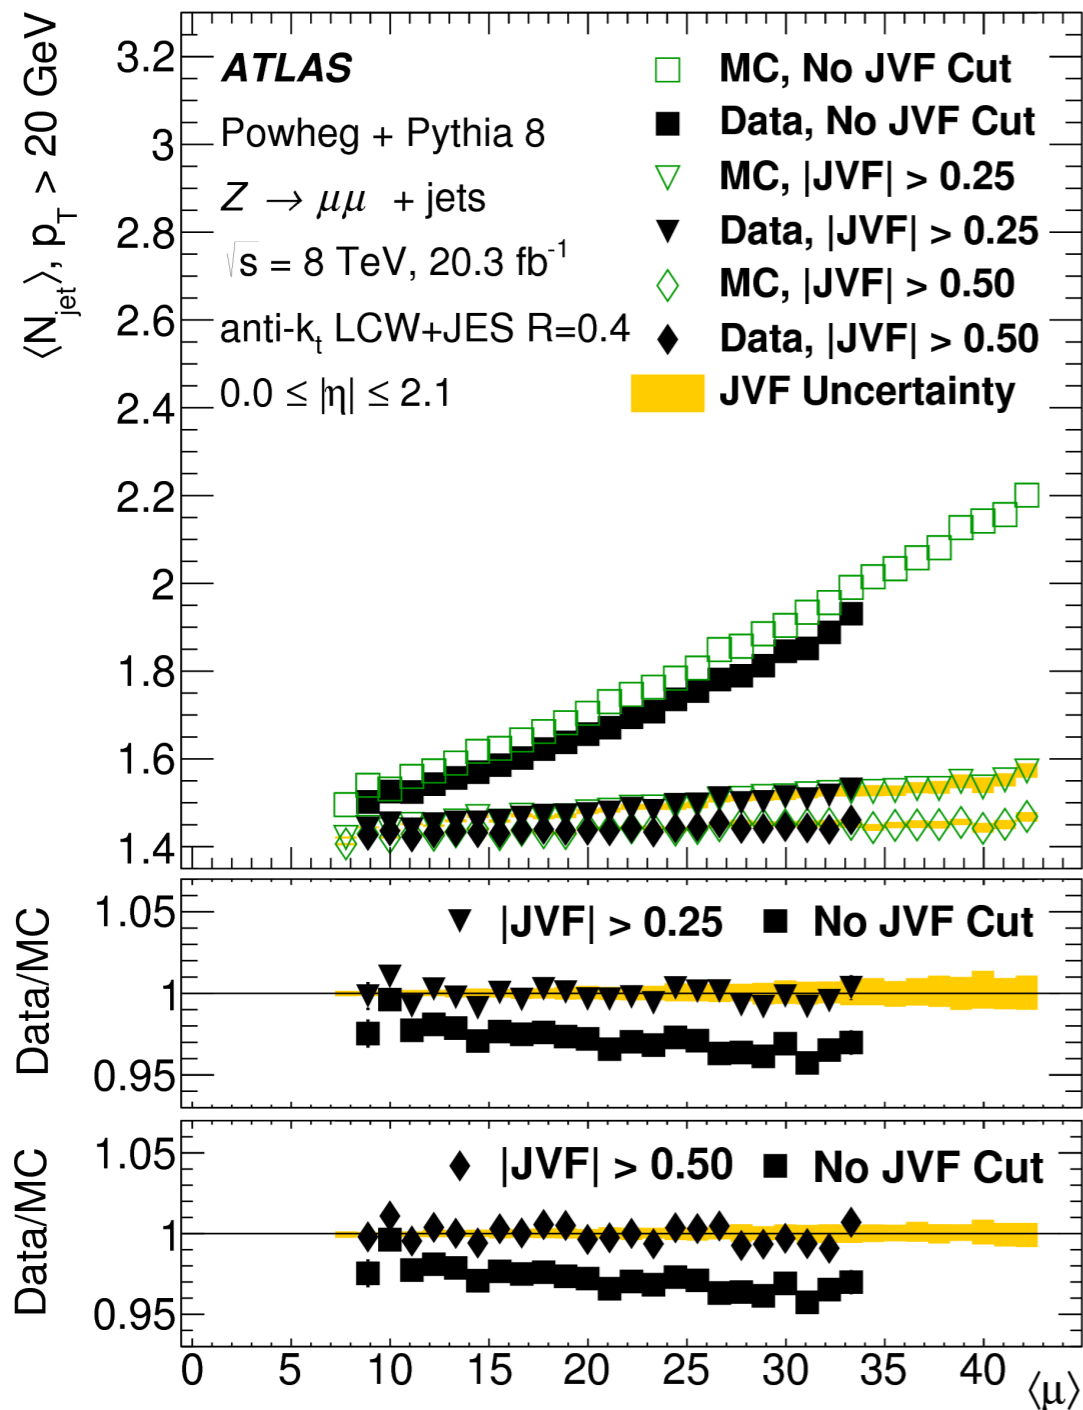 ⟨N_jet⟩, p_T > 20 GeV
3.2
3
2.8
2.6
2.4
2.2
2
1.8
1.6
1.4
ATLAS
Powheg + Pythia 8
Z → μμ + jets
√s = 8 TeV, 20.3 fb⁻¹
anti-k_t LCW+JES R=0.4
0.0 ≤ |η| ≤ 2.1
MC, No JVF Cut
Data, No JVF Cut
MC, |JVF| > 0.25
Data, |JVF| > 0.25
MC, |JVF| > 0.50
Data, |JVF| > 0.50
JVF Uncertainty
Data/MC
1.05
1
0.95
|JVF| > 0.25
No JVF Cut
Data/MC
1.05
1
0.95
|JVF| > 0.50
No JVF Cut
0 5 10 15 20 25 30 35 40
⟨μ⟩